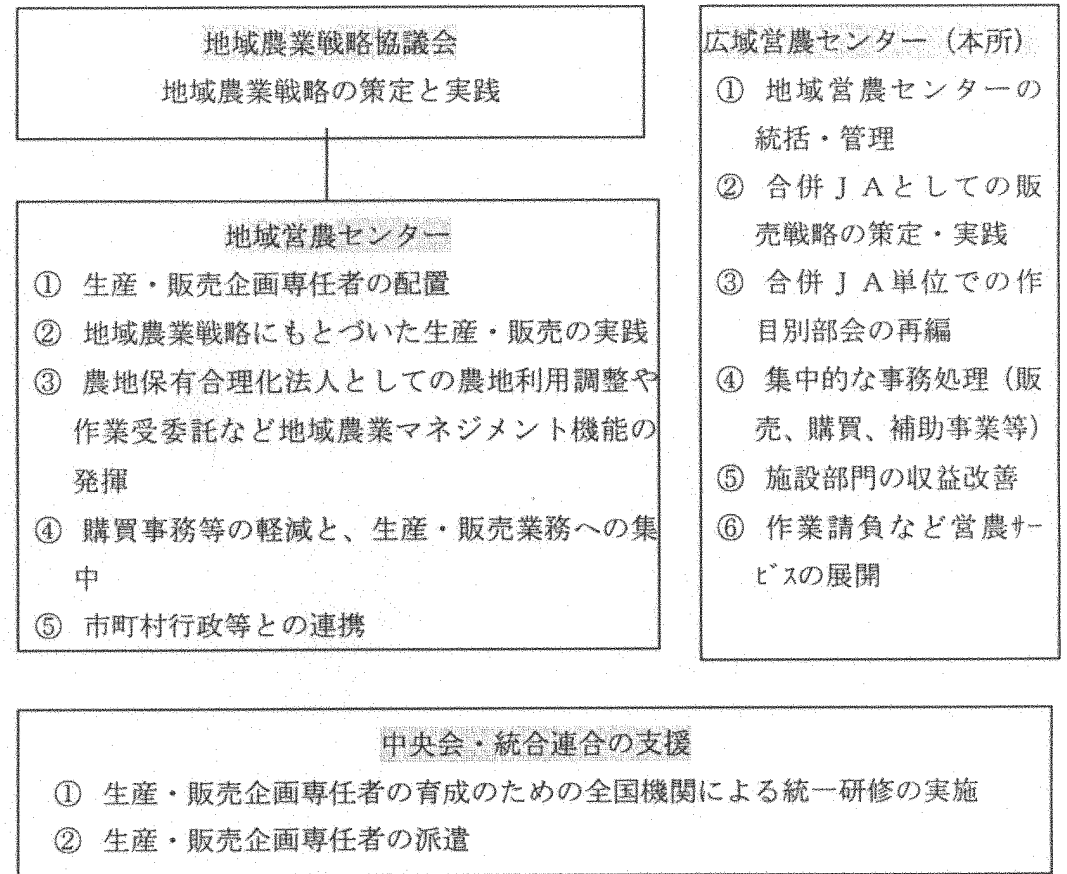 地域農業戦略協議会
地域農業戦略の策定と実践
地域営農センター
① 生産・販売企画専任者の配置
② 地域農業戦略にもとづいた生産・販売の実践
③ 農地保有合理化法人としての農地利用調整や
作業受委託など地域農業マネジメント機能の
発揮
④ 購買事務等の軽減と、生産・販売業務への集
中
⑤ 市町村行政等との連携
広域営農センター（本所）
① 地域営農センターの
統括・管理
② 合併ＪＡとしての販
売戦略の策定・実践
③ 合併ＪＡ単位での作
目別部会の再編
④ 集中的な事務処理（販
売、購買、補助事業等）
⑤ 施設部門の収益改善
⑥ 作業請負など営農ｻｰ
ﾋﾞｽの展開
中央会・統合連合の支援
① 生産・販売企画専任者の育成のための全国機関による統一研修の実施
② 生産・販売企画専任者の派遣